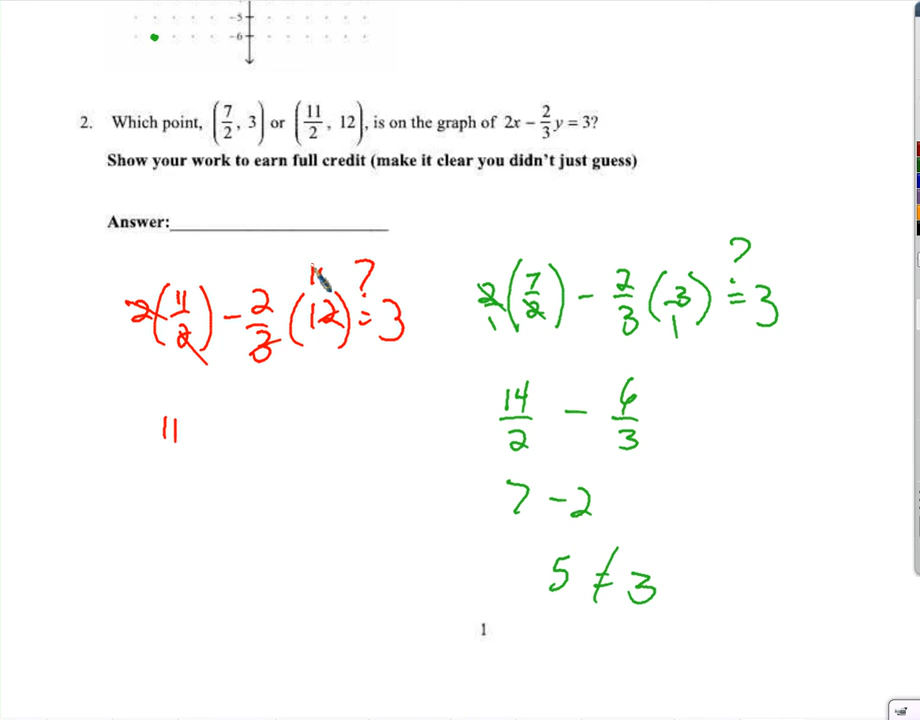 -5
-6
2. Which point, (7/2, 3) or (11/2, 12), is on the graph of 2x − 2/3 y = 3?
Show your work to earn full credit (make it clear you didn't just guess)
Answer:
2(11/2) − 2/3 (12) ?= 3
2(7/2) − 2/3 (3/1) ?= 3
1
11
14/2 − 6/3
7 − 2
5 ≠ 3
1